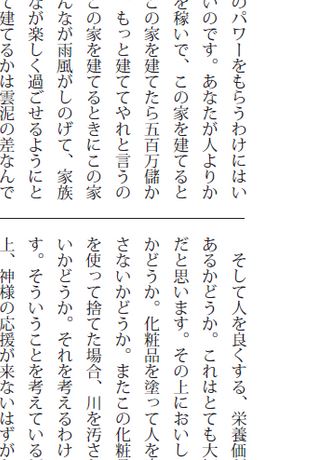 のパワーをもらうわけにはい
いのです。あなたが人よりか
を稼いで、この家を建てると
この家を建てたら五百万儲か
もっと建ててやれと言うの
この家を建てるときにこの家
んなが雨風がしのげて、家族
なが楽しく過ごせるようにと
て建てるかは雲泥の差なんで
そして人を良くする、栄養価
あるかどうか。これはとても大
だと思います。その上においし
かどうか。化粧品を塗って人を
さないかどうか。またこの化粧
を使って捨てた場合、川を汚さ
いかどうか。それを考えるわけ
す。そういうことを考えている
上、神様の応援が来ないはずが